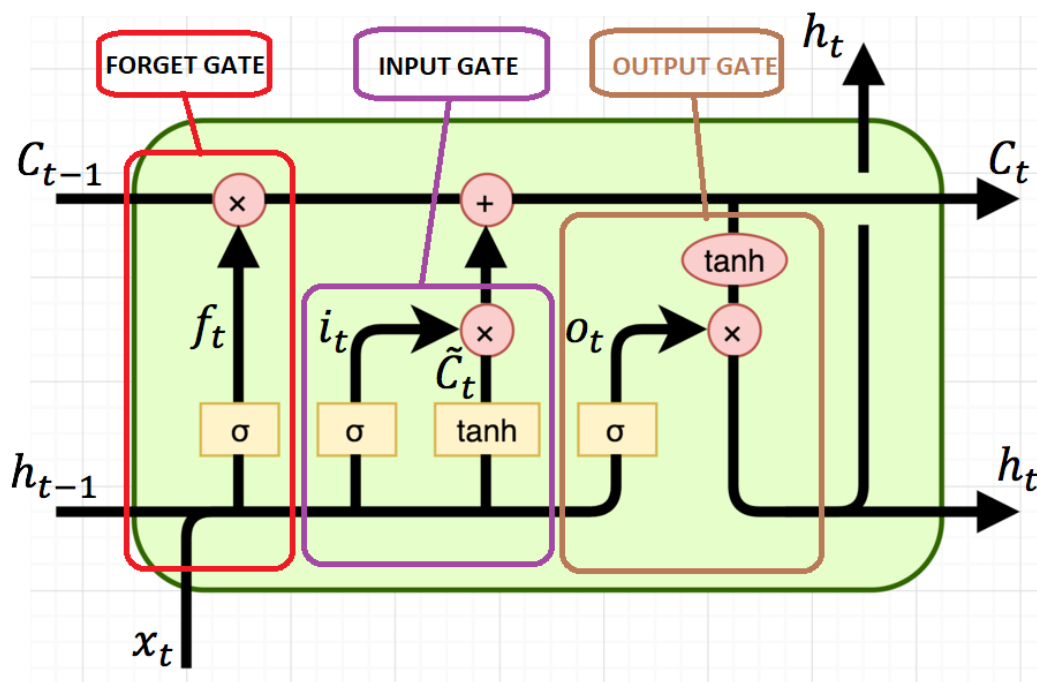 h_t
FORGET GATE
INPUT GATE
OUTPUT GATE
C_{t-1}
C_t
×
+
tanh
f_t
i_t
×
o_t
×
C̃_t
σ
σ
tanh
σ
h_{t-1}
h_t
x_t